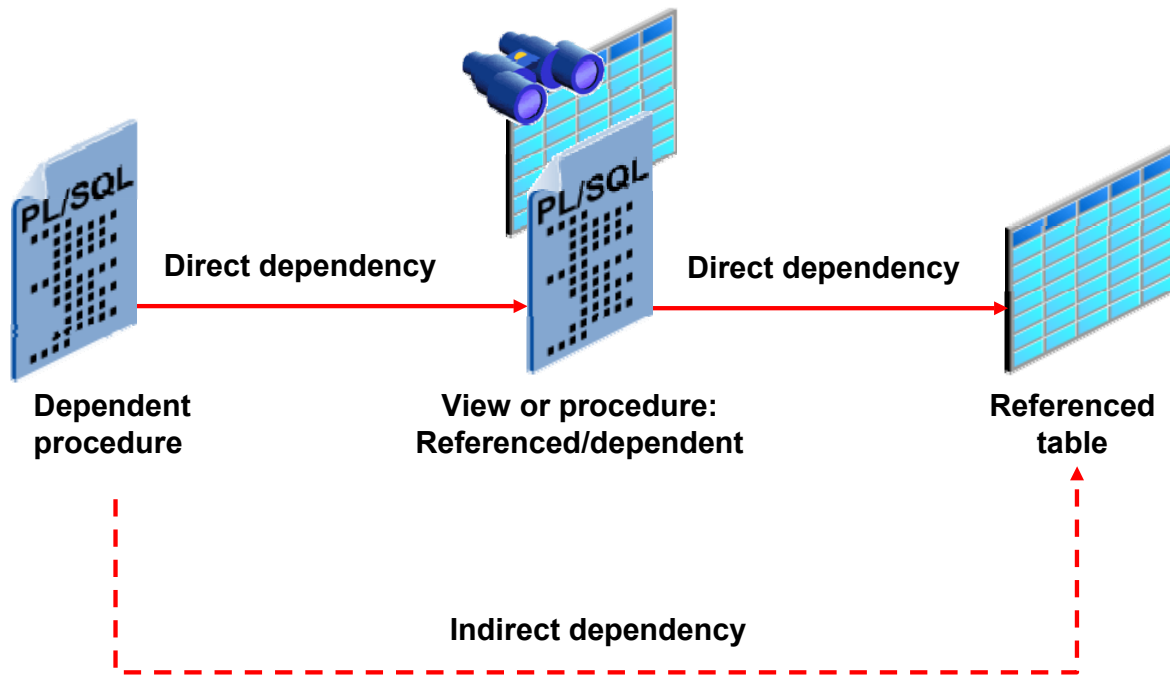 PL/SQL
PL/SQL
Direct dependency
Direct dependency
Dependent
procedure
View or procedure:
Referenced/dependent
Referenced
table
Indirect dependency